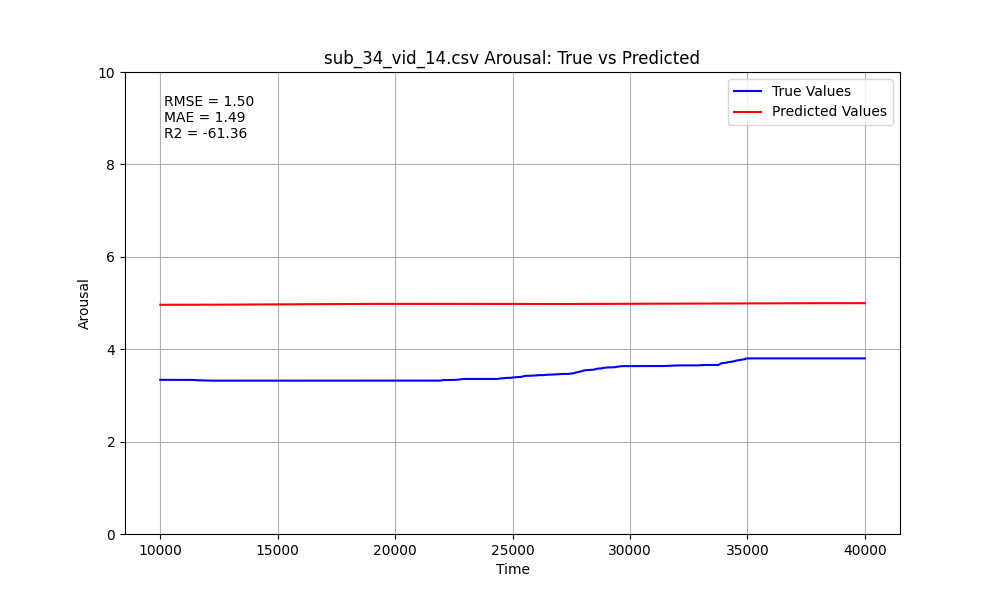 sub_34_vid_14.csv Arousal: True vs Predicted
RMSE = 1.50
MAE = 1.49
R2 = -61.36
True Values
Predicted Values
Arousal
10
8
6
4
2
0
10000 15000 20000 25000 30000 35000 40000
Time